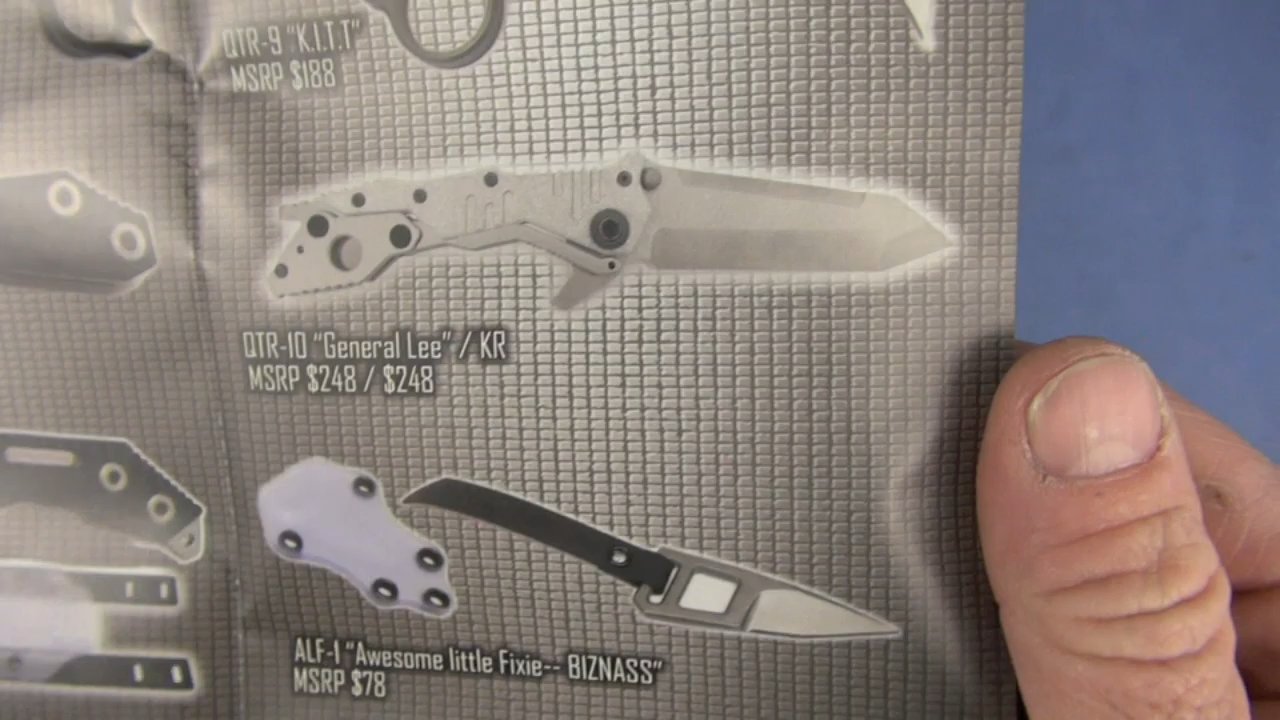 QTR-9 "K.I.T.T"
MSRP $188
QTR-10 "General Lee" / KR
MSRP $248 / $248
ALF-1 "Awesome little Fixie-- BIZNASS"
MSRP $78